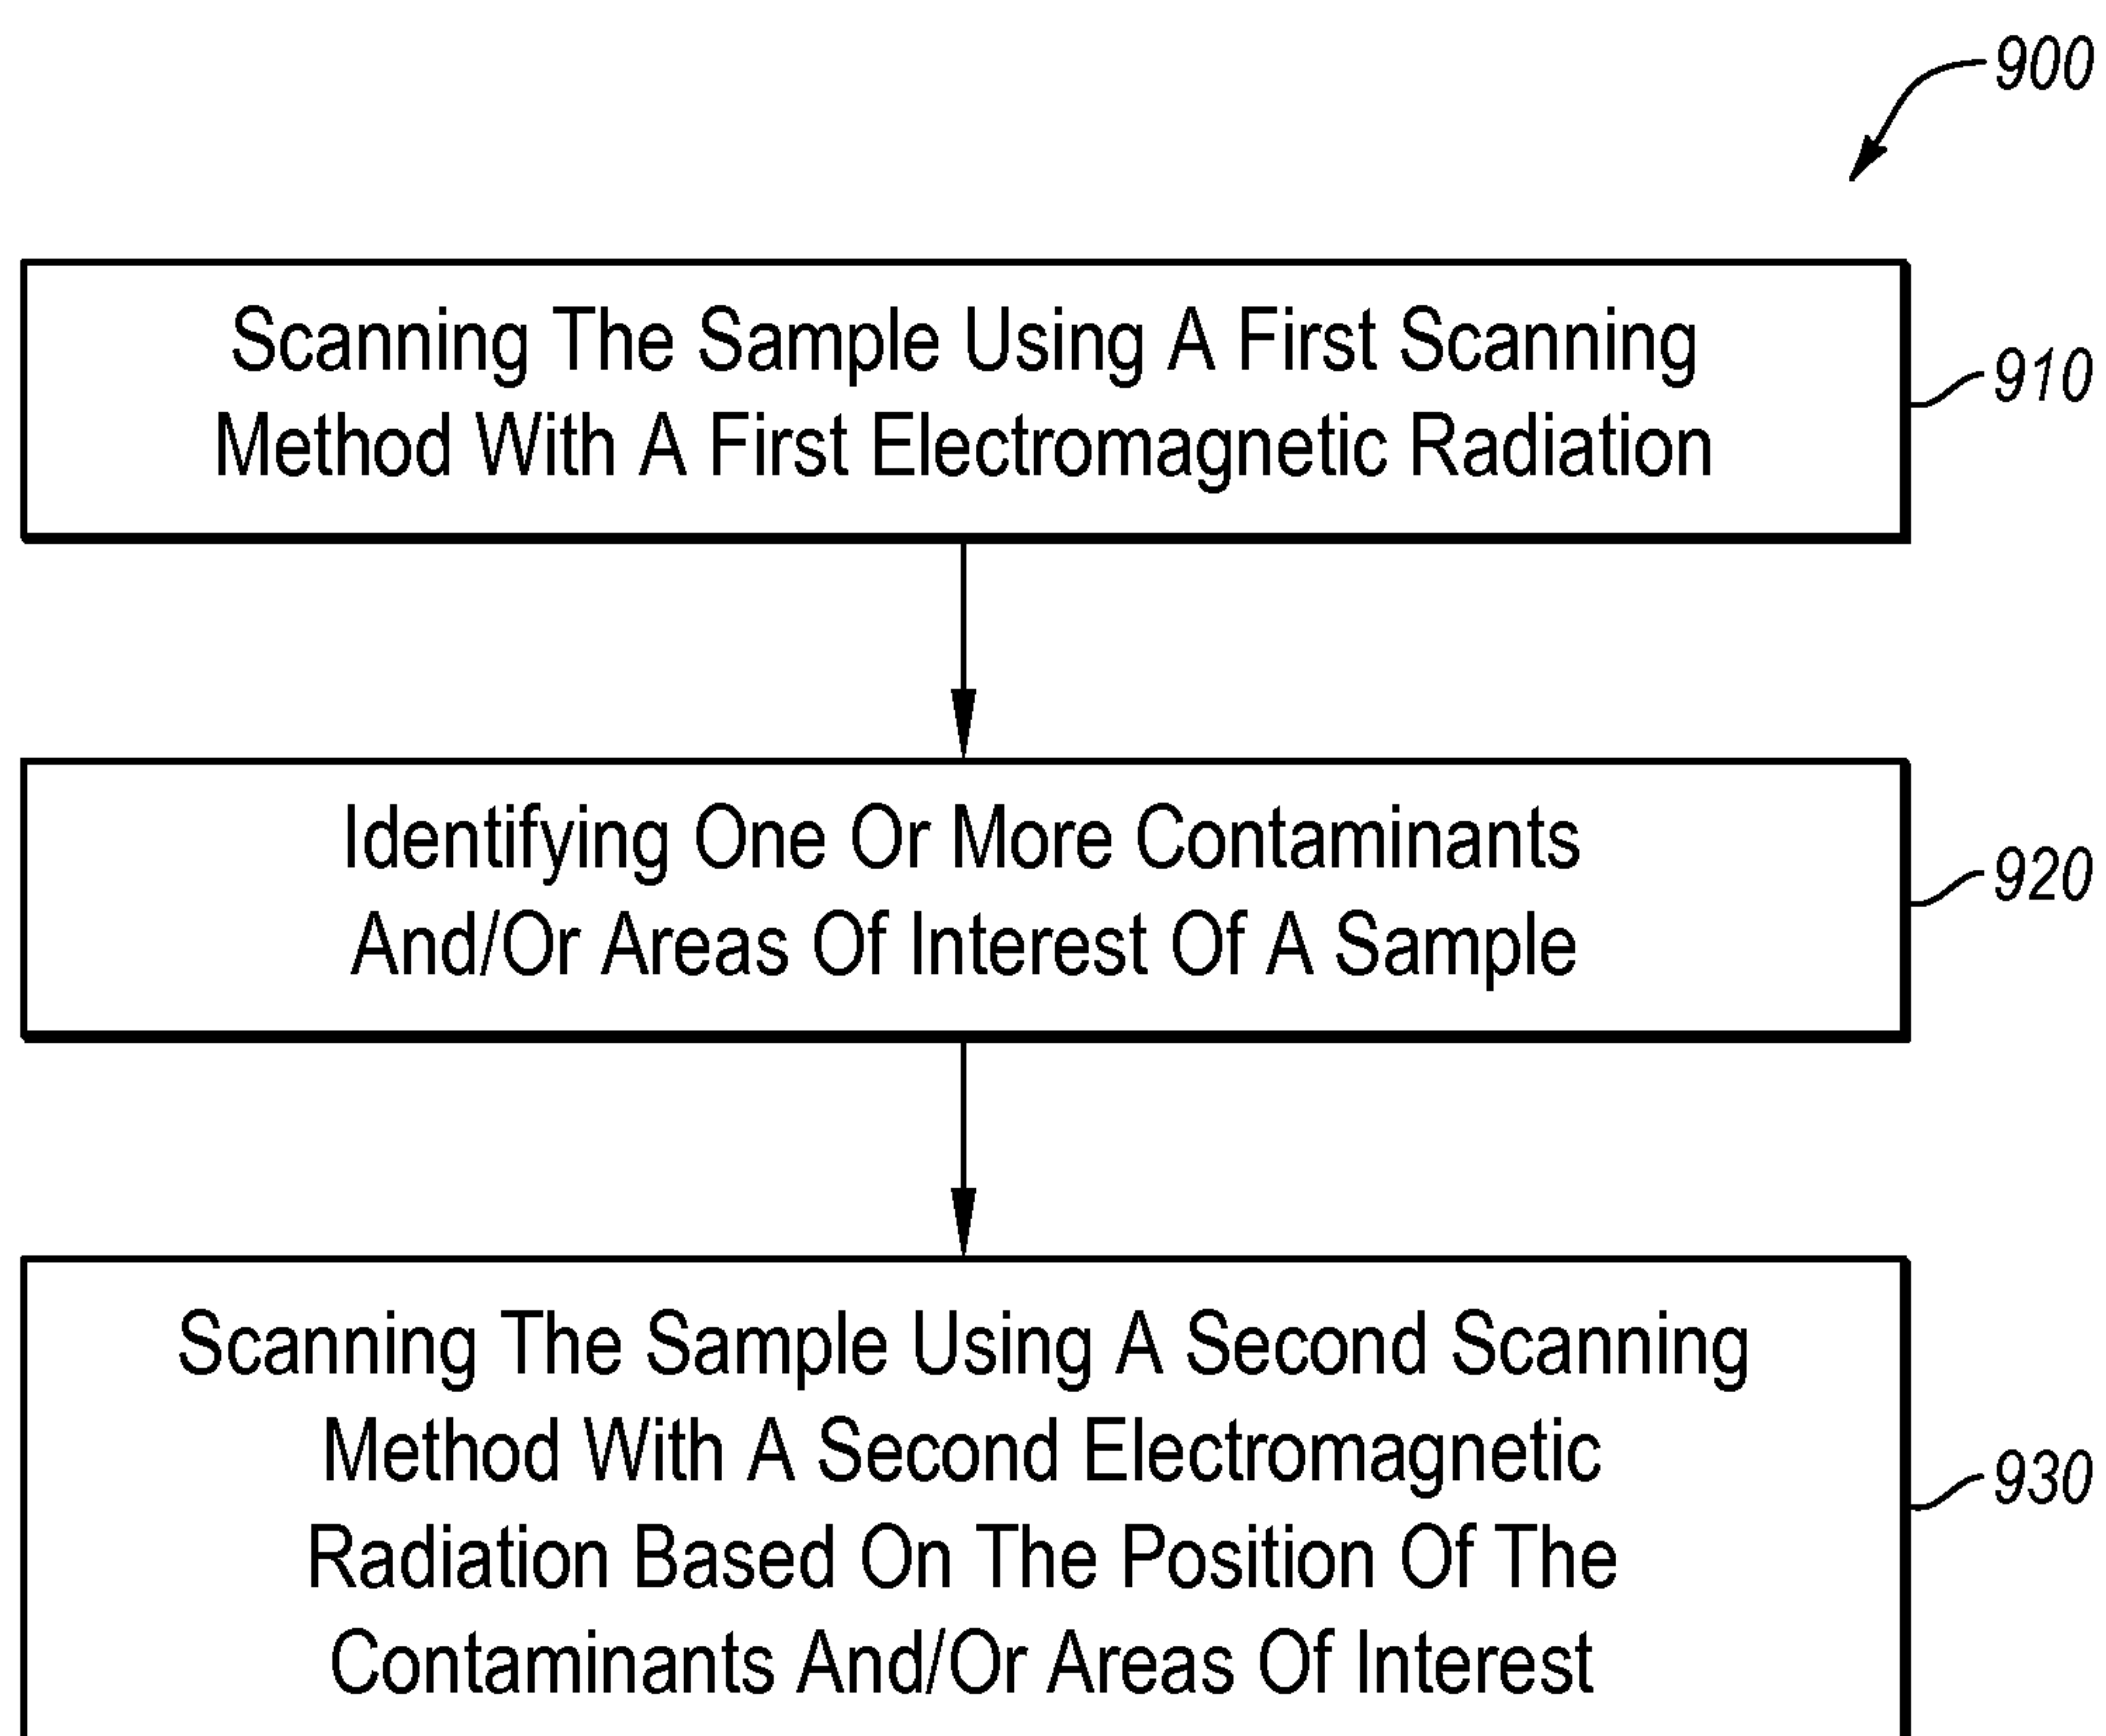 900
Scanning The Sample Using A First Scanning
Method With A First Electromagnetic Radiation
910
Identifying One Or More Contaminants
And/Or Areas Of Interest Of A Sample
920
Scanning The Sample Using A Second Scanning
Method With A Second Electromagnetic
Radiation Based On The Position Of The
Contaminants And/Or Areas Of Interest
930